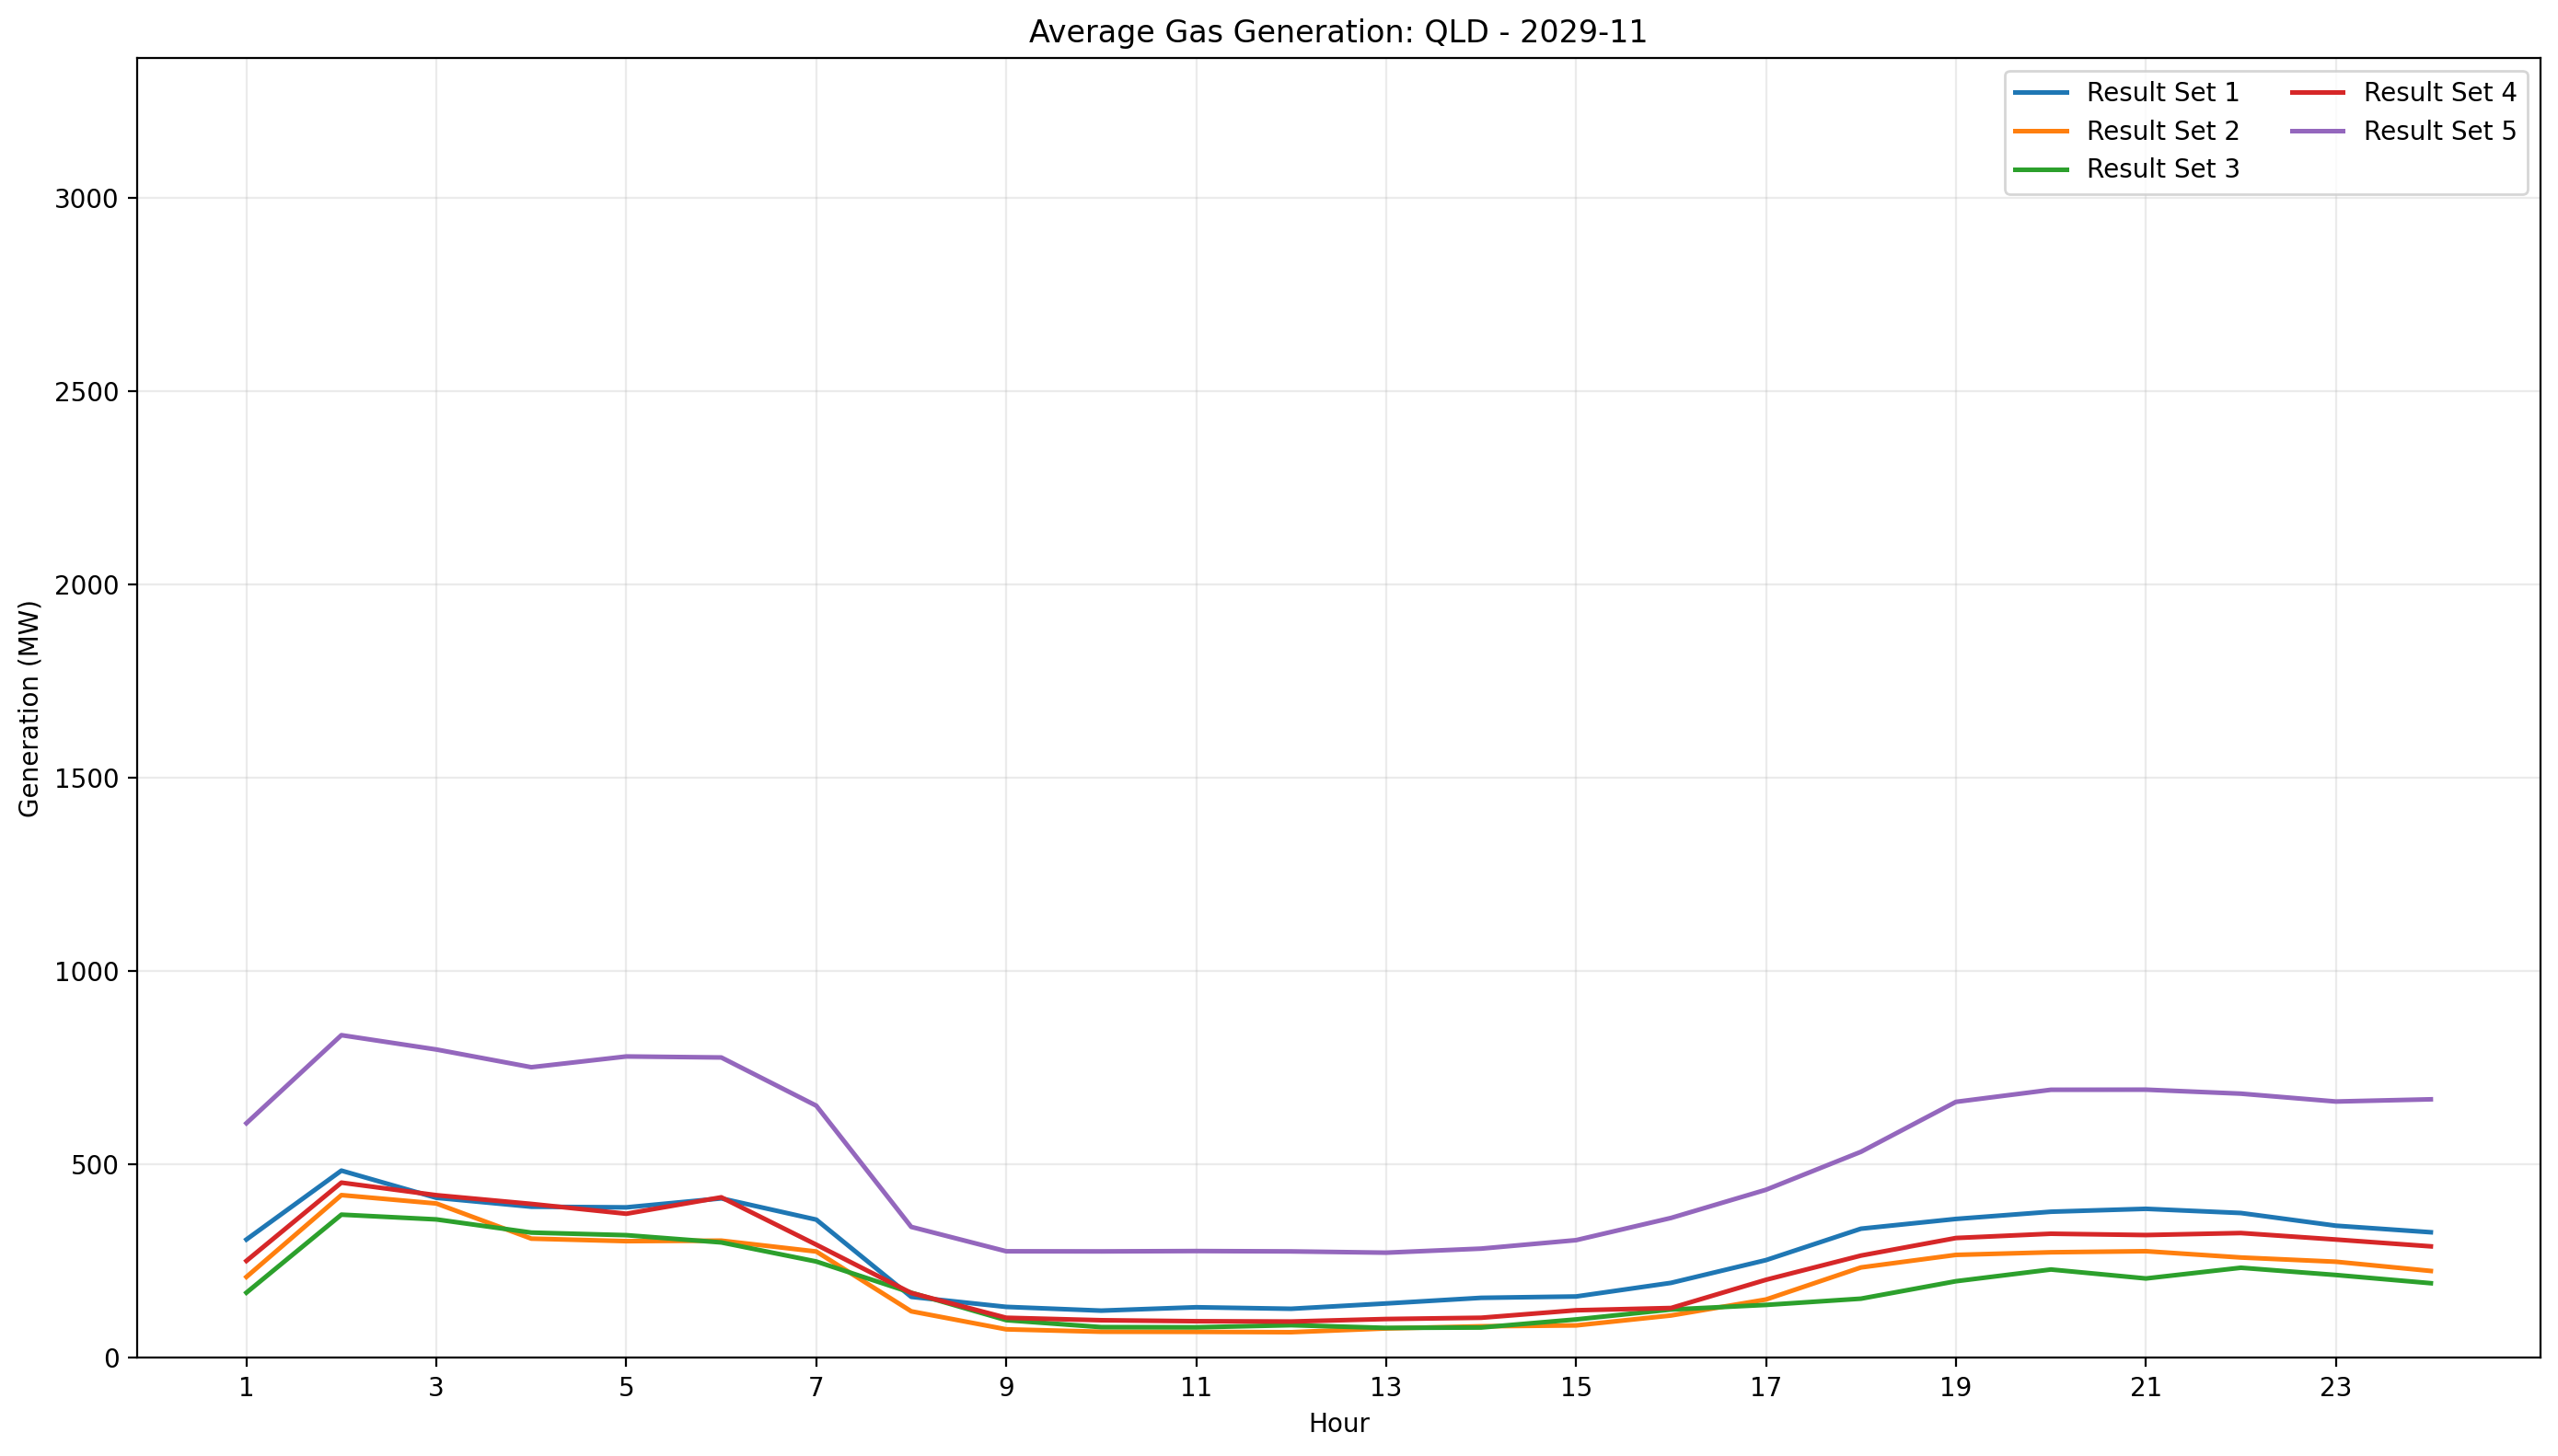 Average Gas Generation: QLD - 2029-11
Result Set 1
Result Set 2
Result Set 3
Result Set 4
Result Set 5
Generation (MW)
3000
2500
2000
1500
1000
500
0
1 3 5 7 9 11 13 15 17 19 21 23
Hour